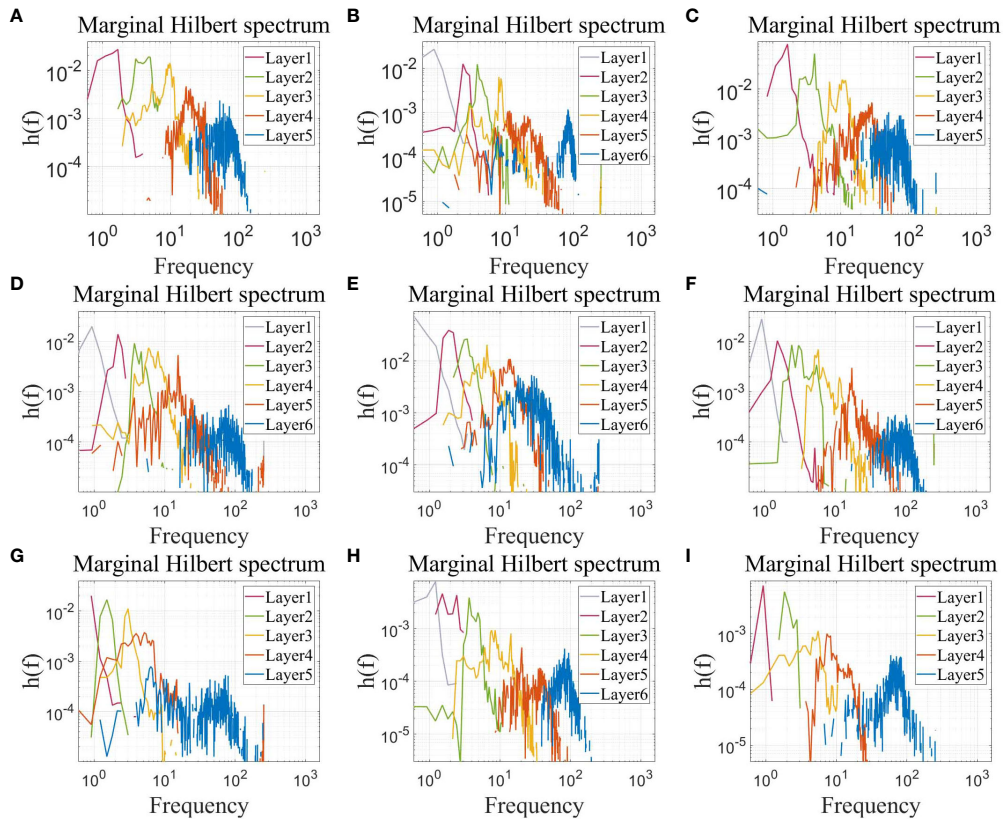 A
Marginal Hilbert spectrum
h(f)
10^-2
10^-3
10^-4
Layer1
Layer2
Layer3
Layer4
Layer5
10^0 10^1 10^2 10^3
Frequency
B
Marginal Hilbert spectrum
h(f)
10^-2
10^-3
10^-4
10^-5
Layer1
Layer2
Layer3
Layer4
Layer5
Layer6
10^0 10^1 10^2 10^3
Frequency
C
Marginal Hilbert spectrum
h(f)
10^-2
10^-3
10^-4
Layer1
Layer2
Layer3
Layer4
Layer5
10^0 10^1 10^2 10^3
Frequency
D
Marginal Hilbert spectrum
h(f)
10^-2
10^-3
10^-4
Layer1
Layer2
Layer3
Layer4
Layer5
Layer6
10^0 10^1 10^2 10^3
Frequency
E
Marginal Hilbert spectrum
h(f)
10^-2
10^-3
10^-4
Layer1
Layer2
Layer3
Layer4
Layer5
Layer6
10^0 10^1 10^2 10^3
Frequency
F
Marginal Hilbert spectrum
h(f)
10^-2
10^-3
10^-4
Layer1
Layer2
Layer3
Layer4
Layer5
Layer6
10^0 10^1 10^2 10^3
Frequency
G
Marginal Hilbert spectrum
h(f)
10^-2
10^-3
10^-4
Layer1
Layer2
Layer3
Layer4
Layer5
10^0 10^1 10^2 10^3
Frequency
H
Marginal Hilbert spectrum
h(f)
10^-3
10^-4
10^-5
Layer1
Layer2
Layer3
Layer4
Layer5
Layer6
10^0 10^1 10^2 10^3
Frequency
I
Marginal Hilbert spectrum
h(f)
10^-3
10^-4
10^-5
Layer1
Layer2
Layer3
Layer4
Layer5
10^0 10^1 10^2 10^3
Frequency